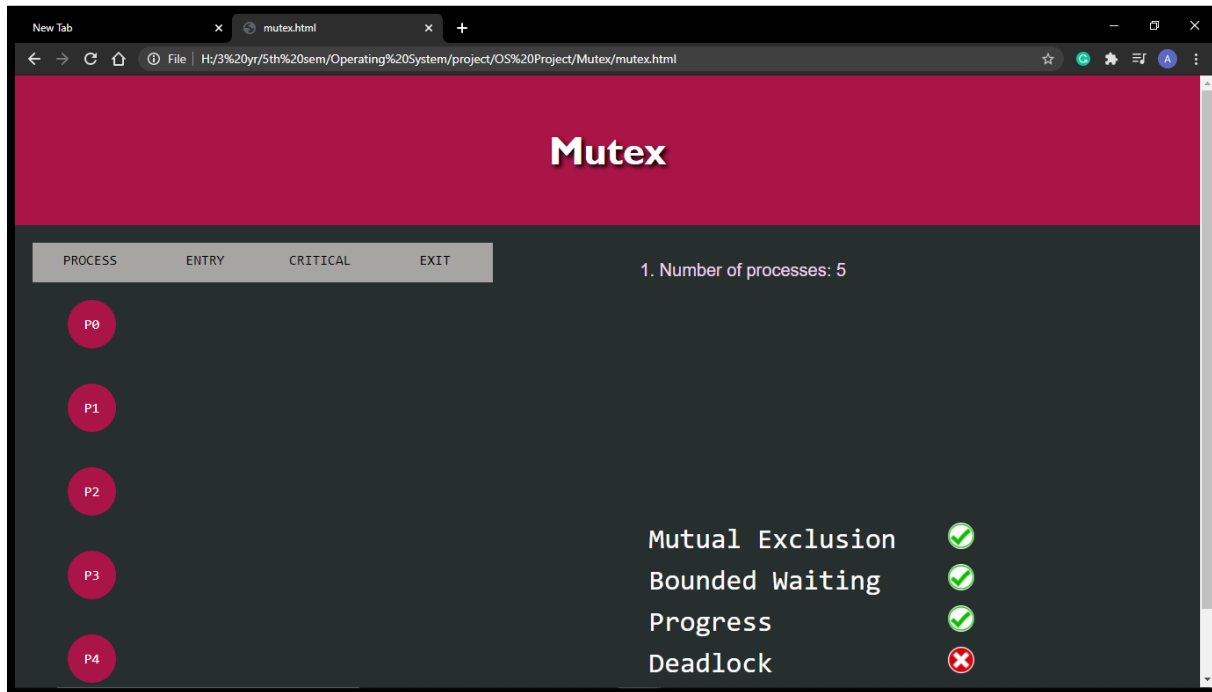 New Tab
mutex.html
File | H:/3%20yr/5th%20sem/Operating%20System/project/OS%20Project/Mutex/mutex.html
G
A
Mutex
PROCESS ENTRY CRITICAL EXIT
1. Number of processes: 5
P0
P1
P2
P3
P4
Mutual Exclusion
Bounded Waiting
Progress
Deadlock